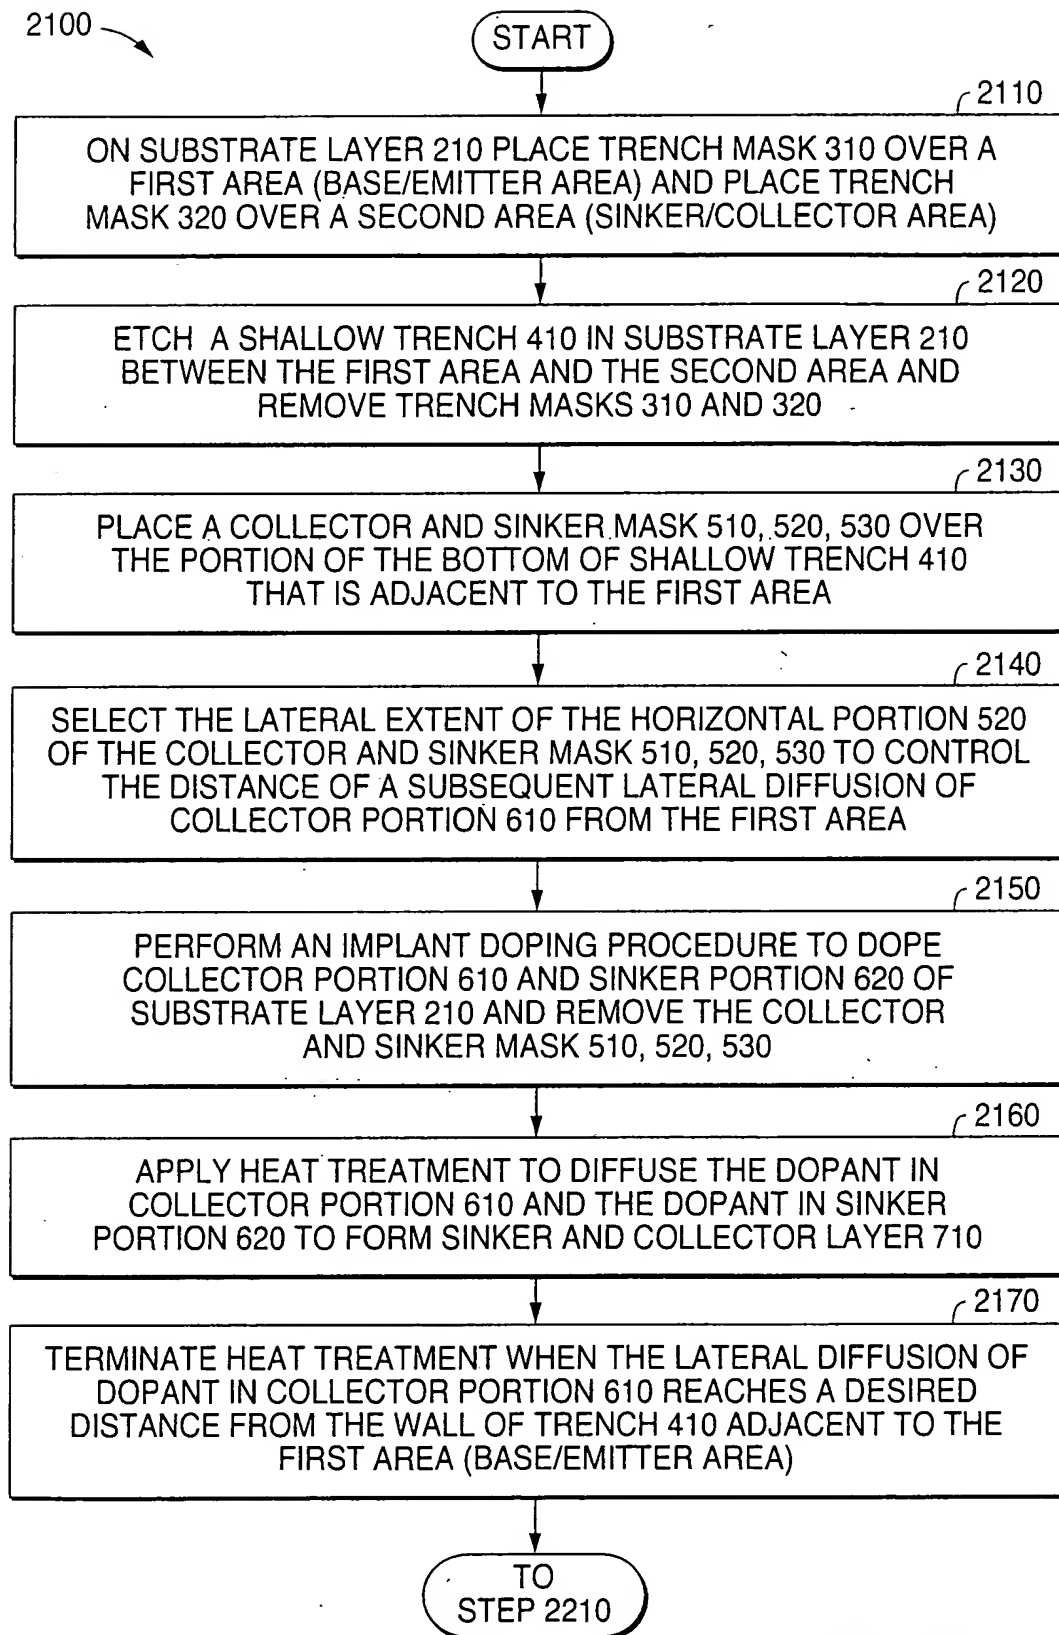 2100
START
2110
ON SUBSTRATE LAYER 210 PLACE TRENCH MASK 310 OVER A
FIRST AREA (BASE/EMITTER AREA) AND PLACE TRENCH
MASK 320 OVER A SECOND AREA (SINKER/COLLECTOR AREA)
2120
ETCH A SHALLOW TRENCH 410 IN SUBSTRATE LAYER 210
BETWEEN THE FIRST AREA AND THE SECOND AREA AND
REMOVE TRENCH MASKS 310 AND 320
2130
PLACE A COLLECTOR AND SINKER MASK 510, 520, 530 OVER
THE PORTION OF THE BOTTOM OF SHALLOW TRENCH 410
THAT IS ADJACENT TO THE FIRST AREA
2140
SELECT THE LATERAL EXTENT OF THE HORIZONTAL PORTION 520
OF THE COLLECTOR AND SINKER MASK 510, 520, 530 TO CONTROL
THE DISTANCE OF A SUBSEQUENT LATERAL DIFFUSION OF
COLLECTOR PORTION 610 FROM THE FIRST AREA
2150
PERFORM AN IMPLANT DOPING PROCEDURE TO DOPE
COLLECTOR PORTION 610 AND SINKER PORTION 620 OF
SUBSTRATE LAYER 210 AND REMOVE THE COLLECTOR
AND SINKER MASK 510, 520, 530
2160
APPLY HEAT TREATMENT TO DIFFUSE THE DOPANT IN
COLLECTOR PORTION 610 AND THE DOPANT IN SINKER
PORTION 620 TO FORM SINKER AND COLLECTOR LAYER 710
2170
TERMINATE HEAT TREATMENT WHEN THE LATERAL DIFFUSION OF
DOPANT IN COLLECTOR PORTION 610 REACHES A DESIRED
DISTANCE FROM THE WALL OF TRENCH 410 ADJACENT TO THE
FIRST AREA (BASE/EMITTER AREA)
TO
STEP 2210